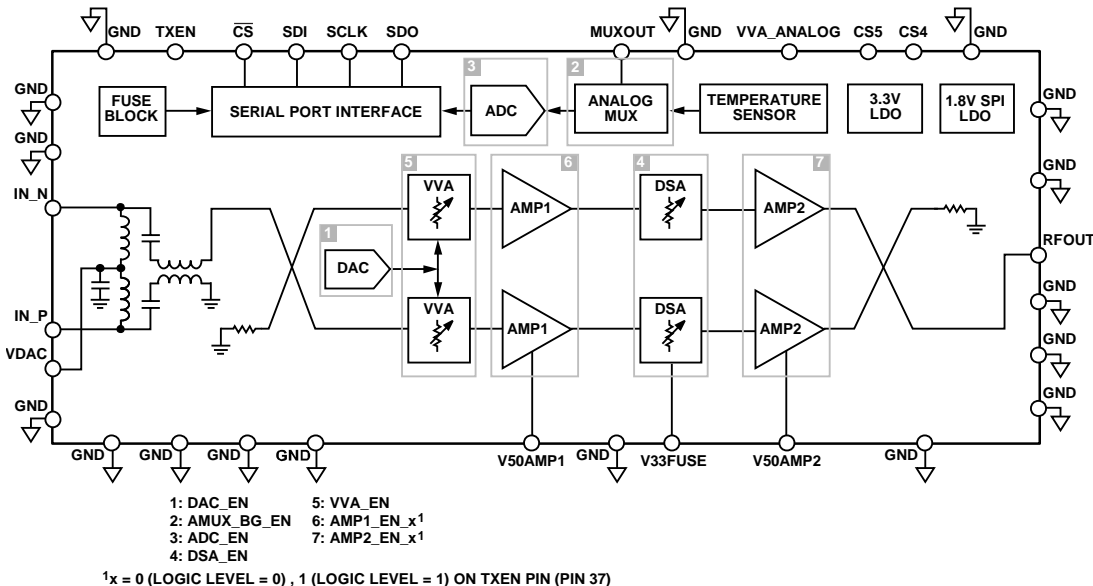 GND TXEN CS SDI SCLK SDO MUXOUT GND VVA_ANALOG CS5 CS4 GND
3 2
GND GND
FUSE BLOCK
SERIAL PORT INTERFACE
ADC
ANALOG MUX
TEMPERATURE SENSOR
3.3V LDO
1.8V SPI LDO
GND GND
5 6 4 7
IN_N
VVA AMP1 DSA AMP2
1
DAC
RFOUT
IN_P
VVA AMP1 DSA AMP2
GND
VDAC
GND
GND
GND
GND GND GND GND V50AMP1 GND V33FUSE V50AMP2 GND
1: DAC_EN 5: VVA_EN
2: AMUX_BG_EN 6: AMP1_EN_x1
3: ADC_EN 7: AMP2_EN_x1
4: DSA_EN
1x = 0 (LOGIC LEVEL = 0) , 1 (LOGIC LEVEL = 1) ON TXEN PIN (PIN 37)